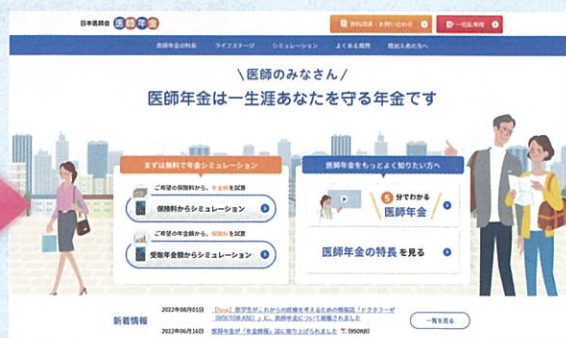 日本医師会 医師年金
資料請求・お問い合わせ
一括払専用
医師年金の特長 ライフステージ シミュレーション よくある質問 既加入者の方へ
\医師のみなさん/
医師年金は一生涯あなたを守る年金です
まずは無料で年金シミュレーション
ご希望の保険料から、年金額を試算
保険料からシミュレーション
ご希望の年金額から、保険料を試算
受取年金額からシミュレーション
医師年金をもっとよく知りたい方へ
5分でわかる
医師年金
医師年金の特長を見る
新着情報
2022年08月01日 【New】医学生がこれからの医療を考えるための情報誌「ドクタラーゼ
(DOCTOR-ASE)」に、医師年金について掲載されました
2022年06月16日 医師年金が「年金情報」誌に取り上げられました (950KB)
一覧を見る